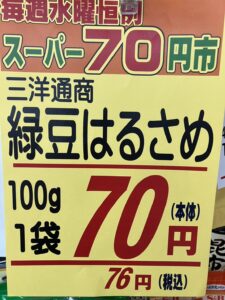 毎週水曜恒例
スーパー70円市
三洋通商
緑豆はるさめ
100g
1袋
70円
(本体)
76円(税込)